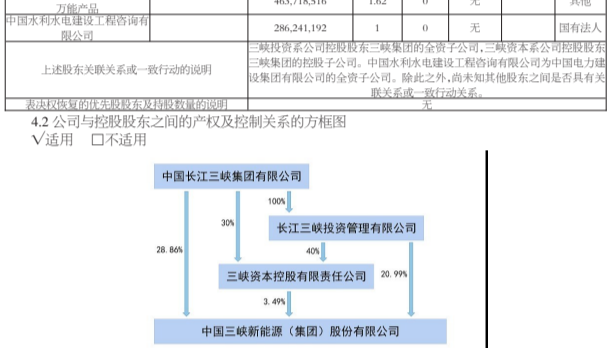 万能产品 463,718,516 1.62 0 无 其他
中国水利水电建设工程咨询有限公司 286,241,192 1 0 无 国有法人
上述股东关联关系或一致行动的说明
三峡投资系公司控股股东三峡集团的全资子公司,三峡资本系公司控股股东
三峡集团的控股子公司。中国水利水电建设工程咨询有限公司为中国电力建
设集团有限公司的全资子公司。除此之外,尚未知其他股东之间是否具有关
联关系或一致行动关系。
表决权恢复的优先股股东及持股数量的说明 无
4.2 公司与控股股东之间的产权及控制关系的方框图
√适用 □不适用
中国长江三峡集团有限公司
100%
30%
长江三峡投资管理有限公司
28.86%
40%
三峡资本控股有限责任公司
20.99%
3.49%
中国三峡新能源（集团）股份有限公司